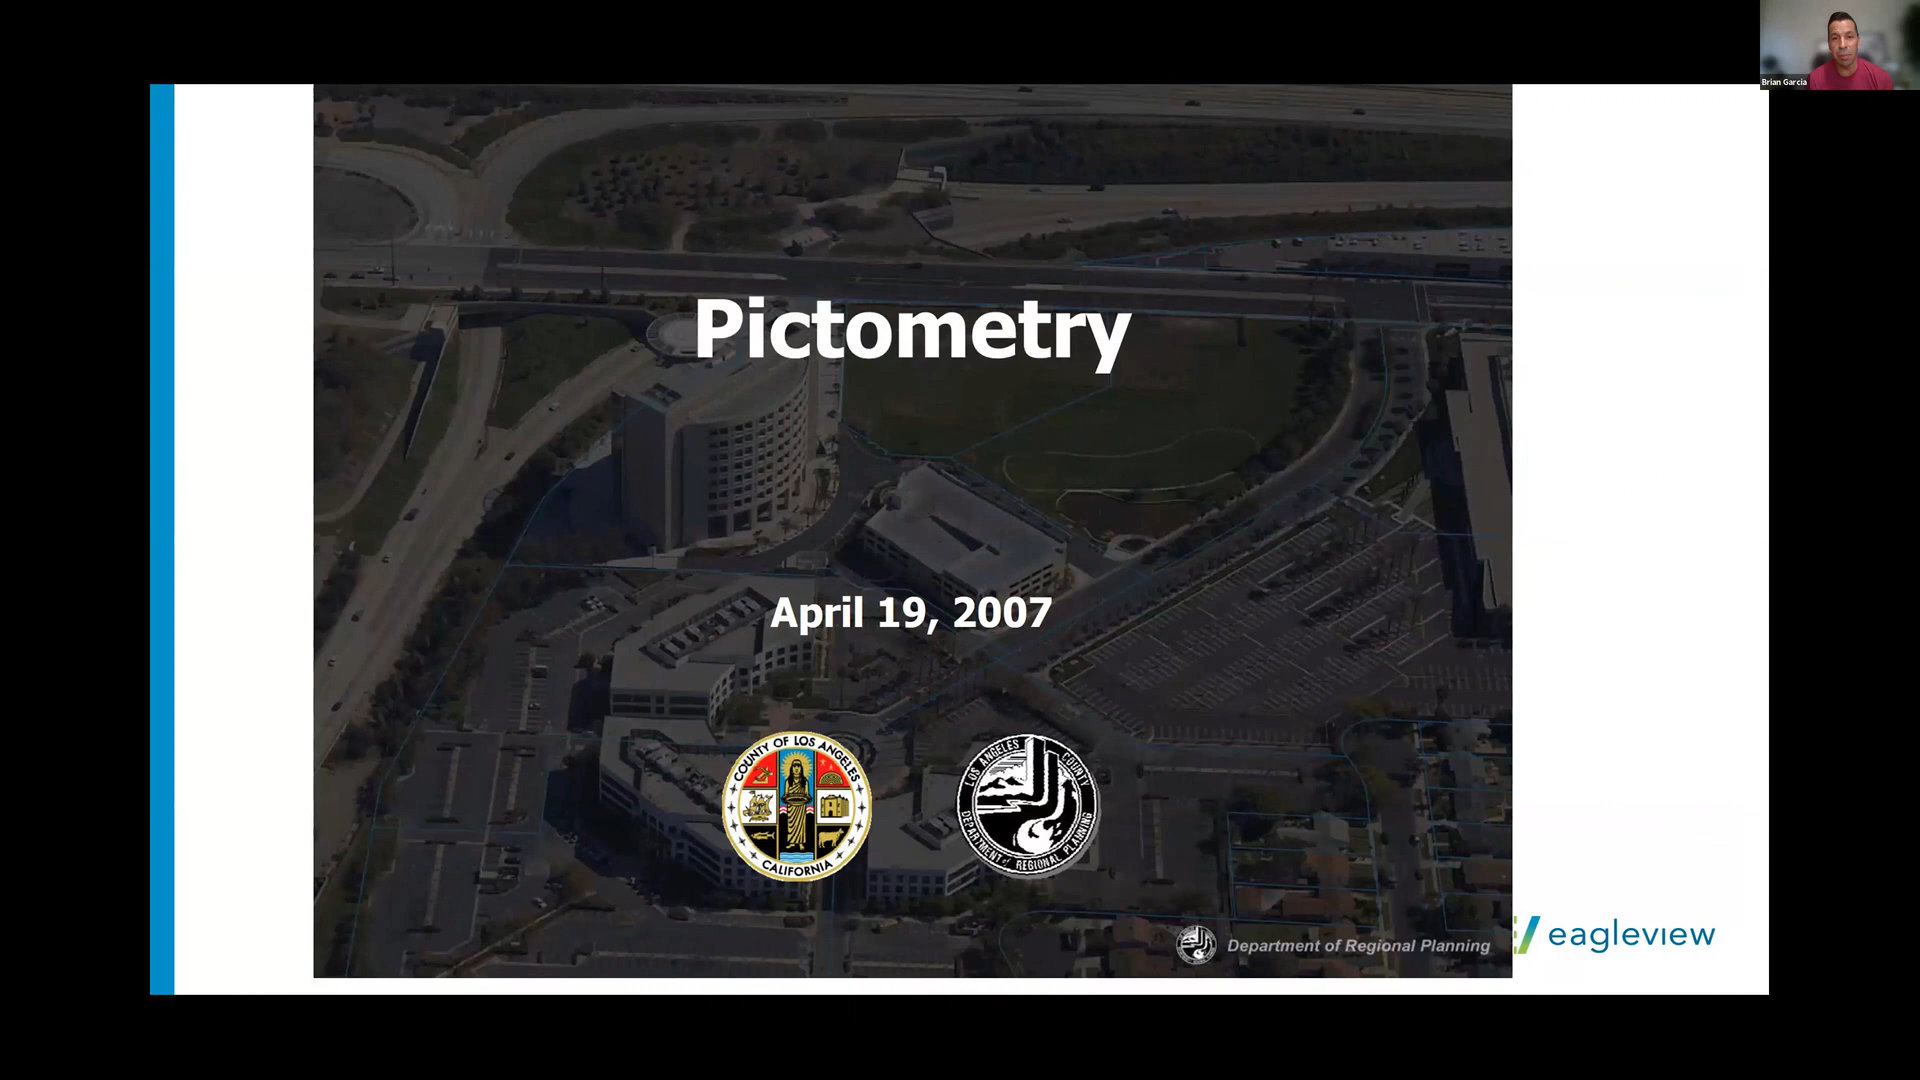 Brian Garcia
Pictometry
April 19, 2007
COUNTY OF LOS ANGELES
CALIFORNIA
LOS ANGELES COUNTY
DEPARTMENT of REGIONAL PLANNING
Department of Regional Planning
eagleview